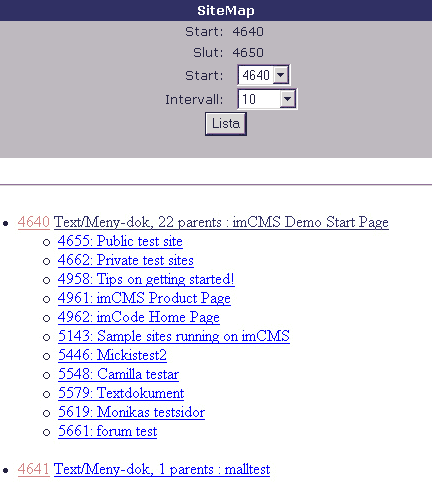 SiteMap
Start: 4640
Slut: 4650
Start: 4640
Intervall: 10
Lista
4640 Text/Meny-dok, 22 parents : imCMS Demo Start Page
4655: Public test site
4662: Private test sites
4958: Tips on getting started!
4961: imCMS Product Page
4962: imCode Home Page
5143: Sample sites running on imCMS
5446: Mickistest2
5548: Camilla testar
5579: Textdokument
5619: Monikas testsidor
5661: forum test
4641 Text/Meny-dok, 1 parents : malltest